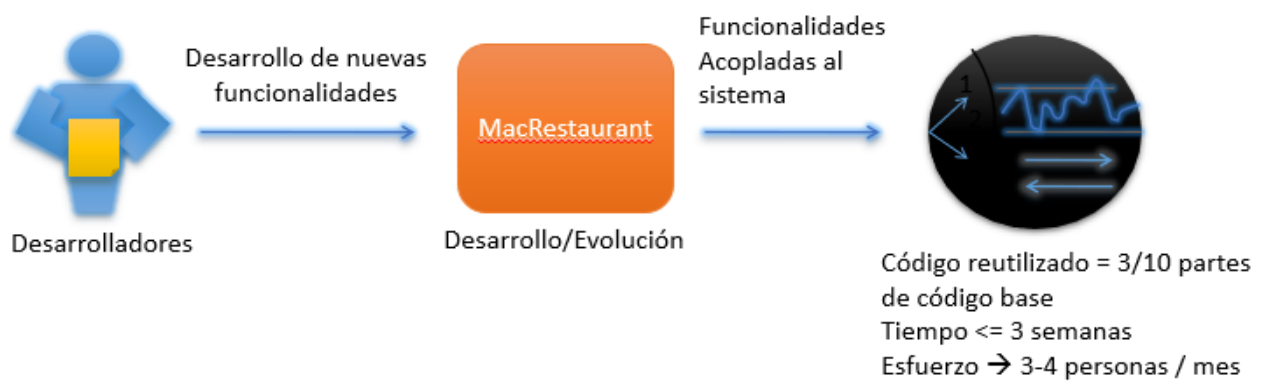 Desarrolladores
Desarrollo de nuevas
funcionalidades
MacRestaurant
Desarrollo/Evolución
Funcionalidades
Acopladas al
sistema
1
2
Código reutilizado = 3/10 partes
de código base
Tiempo <= 3 semanas
Esfuerzo → 3-4 personas / mes